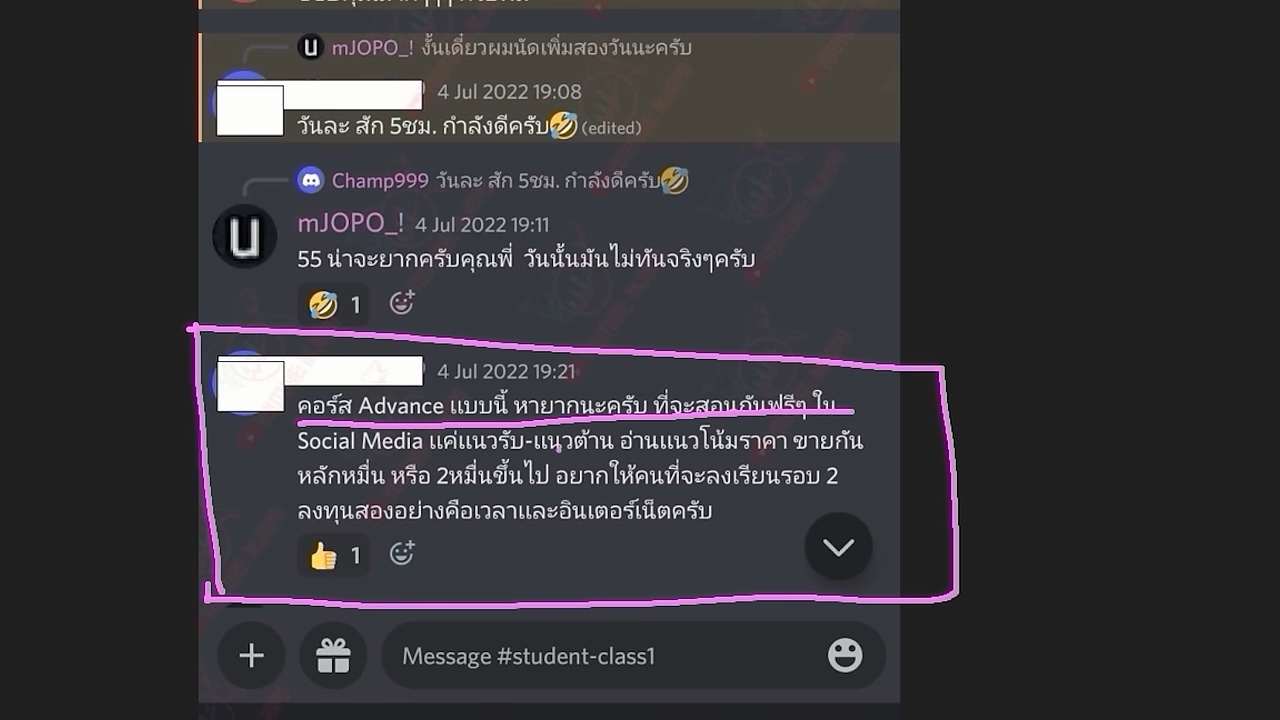 mJOPO_! งั้นเดี๋ยวผมนัดเพิ่มสองวันนะครับ
4 Jul 2022 19:08
วันละ สัก 5ชม. กำลังดีครับ🤣 (edited)
Champ999 วันละ สัก 5ชม. กำลังดีครับ🤣
mJOPO_! 4 Jul 2022 19:11
55 น่าจะยากครับคุณพี่ วันนั้นมันไม่ทันจริงๆครับ
🤣 1
4 Jul 2022 19:21
คอร์ส Advance แบบนี้ หายากนะครับ ที่จะสอนกันฟรีๆ ใน
Social Media แค่แนวรับ-แนวต้าน อ่านแนวโน้มราคา ขายกัน
หลักหมื่น หรือ 2หมื่นขึ้นไป อยากให้คนที่จะลงเรียนรอบ 2
ลงทุนสองอย่างคือเวลาและอินเตอร์เน็ตครับ
👍 1
Message #student-class1